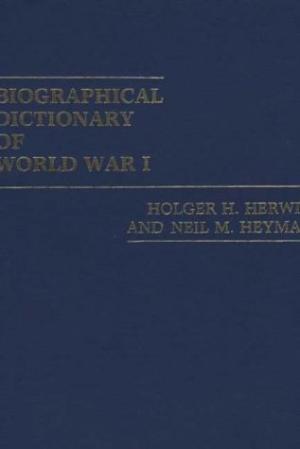 BIOGRAPHICAL
DICTIONARY
OF
WORLD WAR I
HOLGER H. HERWI
AND NEIL M. HEYMA